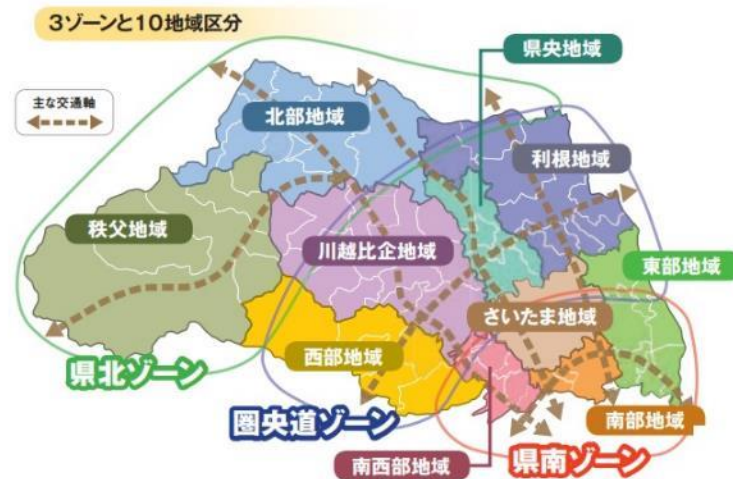 3ゾーンと10地域区分
県央地域
主な交通軸
北部地域
利根地域
秩父地域
川越比企地域
東部地域
さいたま地域
西部地域
県北ゾーン
圏央道ゾーン
南部地域
南西部地域
県南ゾーン